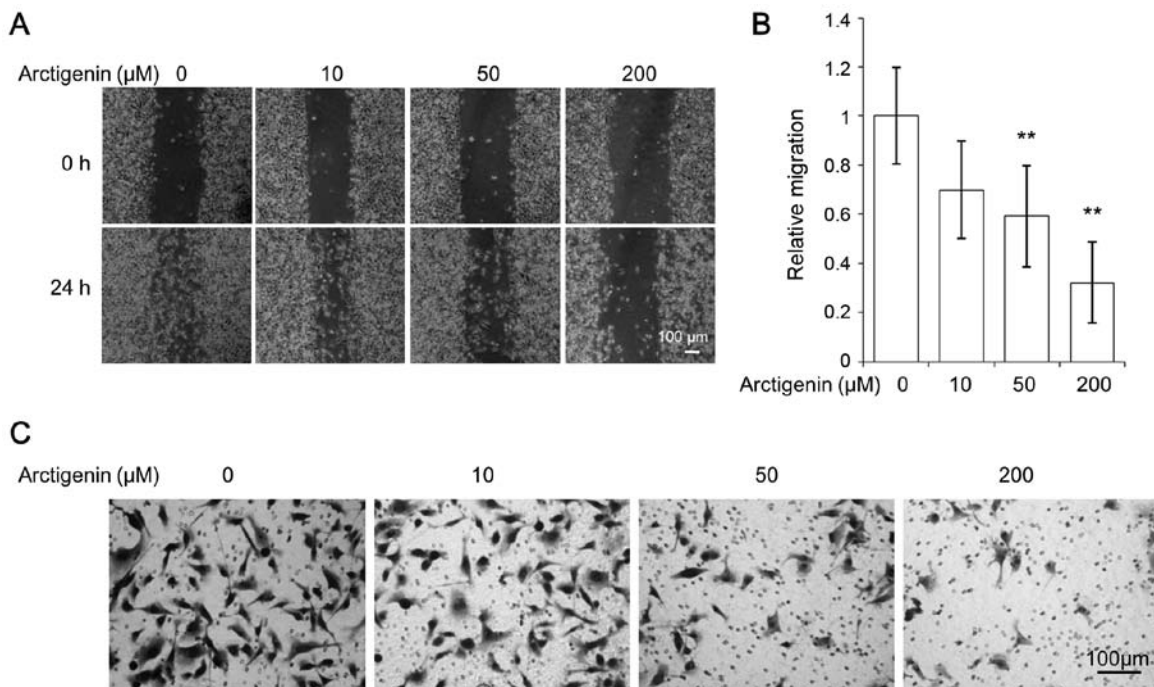 A
Arctigenin (µM) 0 10 50 200
0 h
24 h
100 µm
B
Relative migration
1.4
1.2
1
0.8
0.6
0.4
0.2
0
**
**
Arctigenin (µM) 0 10 50 200
C
Arctigenin (µM) 0 10 50 200
100µm